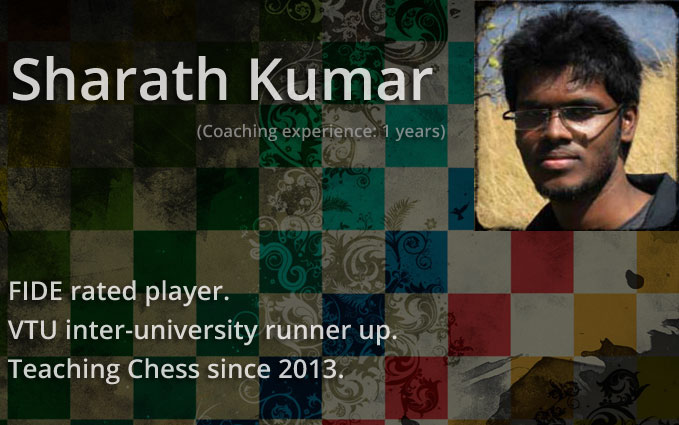 Sharath Kumar
(Coaching experience: 1 years)
FIDE rated player.
VTU inter-university runner up.
Teaching Chess since 2013.